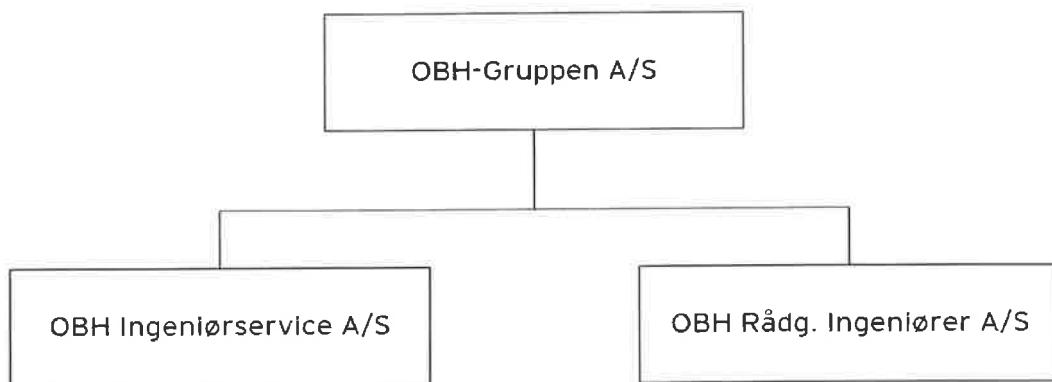 OBH-Gruppen A/S
OBH Ingeniørservice A/S
OBH Rådg. Ingeniører A/S